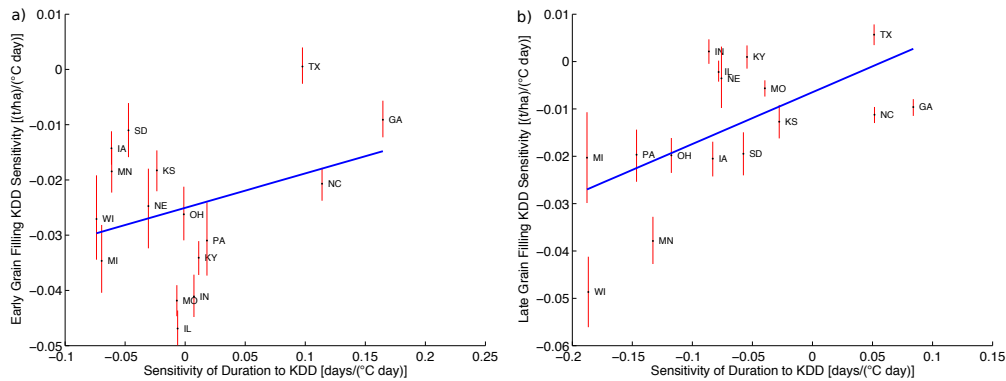 a)
Early Grain Filling KDD Sensitivity [(t/ha)/(°C day)]
0.01
0
-0.01
-0.02
-0.03
-0.04
-0.05
TX
GA
SD
IA
MN
KS
NC
NE
OH
WI
PA
KY
MI
MO
IN
IL
-0.1
-0.05
0
0.05
0.1
0.15
0.2
0.25
Sensitivity of Duration to KDD [days/(°C day)]
b)
Late Grain Filling KDD Sensitivity [(t/ha)/(°C day)]
0.01
0
-0.01
-0.02
-0.03
-0.04
-0.05
-0.06
TX
IN
KY
IL
NE
MO
GA
NC
KS
MI
PA
OH
IA
SD
MN
WI
-0.2
-0.15
-0.1
-0.05
0
0.05
0.1
0.15
Sensitivity of Duration to KDD [days/(°C day)]